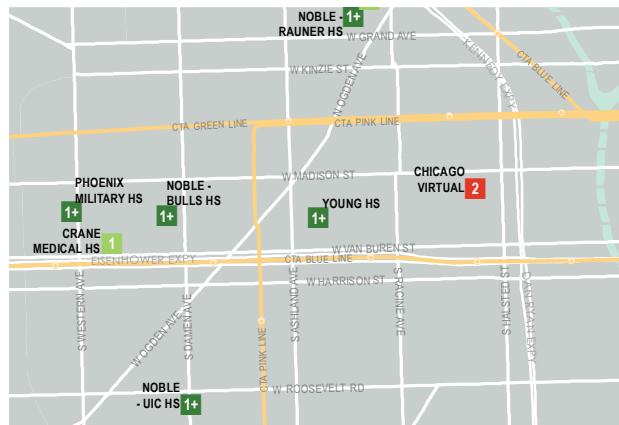 NOBLE -
RAUNER HS
1+
W GRAND AVE
KENNEDY EXPY
CTA BLUE LINE
W KINZIE ST
N OGDEN AVE
CTA GREEN LINE
CTA PINK LINE
W MADISON ST
PHOENIX
MILITARY HS
1+
NOBLE -
BULLS HS
1+
YOUNG HS
1+
CHICAGO
VIRTUAL
2
CRANE
MEDICAL HS
1
W VAN BUREN ST
EISENHOWER EXPY
CTA BLUE LINE
W HARRISON ST
S WESTERN AVE
S DAMEN AVE
W OGDEN AVE
CTA PINK LINE
S ASHLAND AVE
S RACINE AVE
S HALSTED ST
DAN RYAN EXPY
W ROOSEVELT RD
NOBLE
- UIC HS
1+